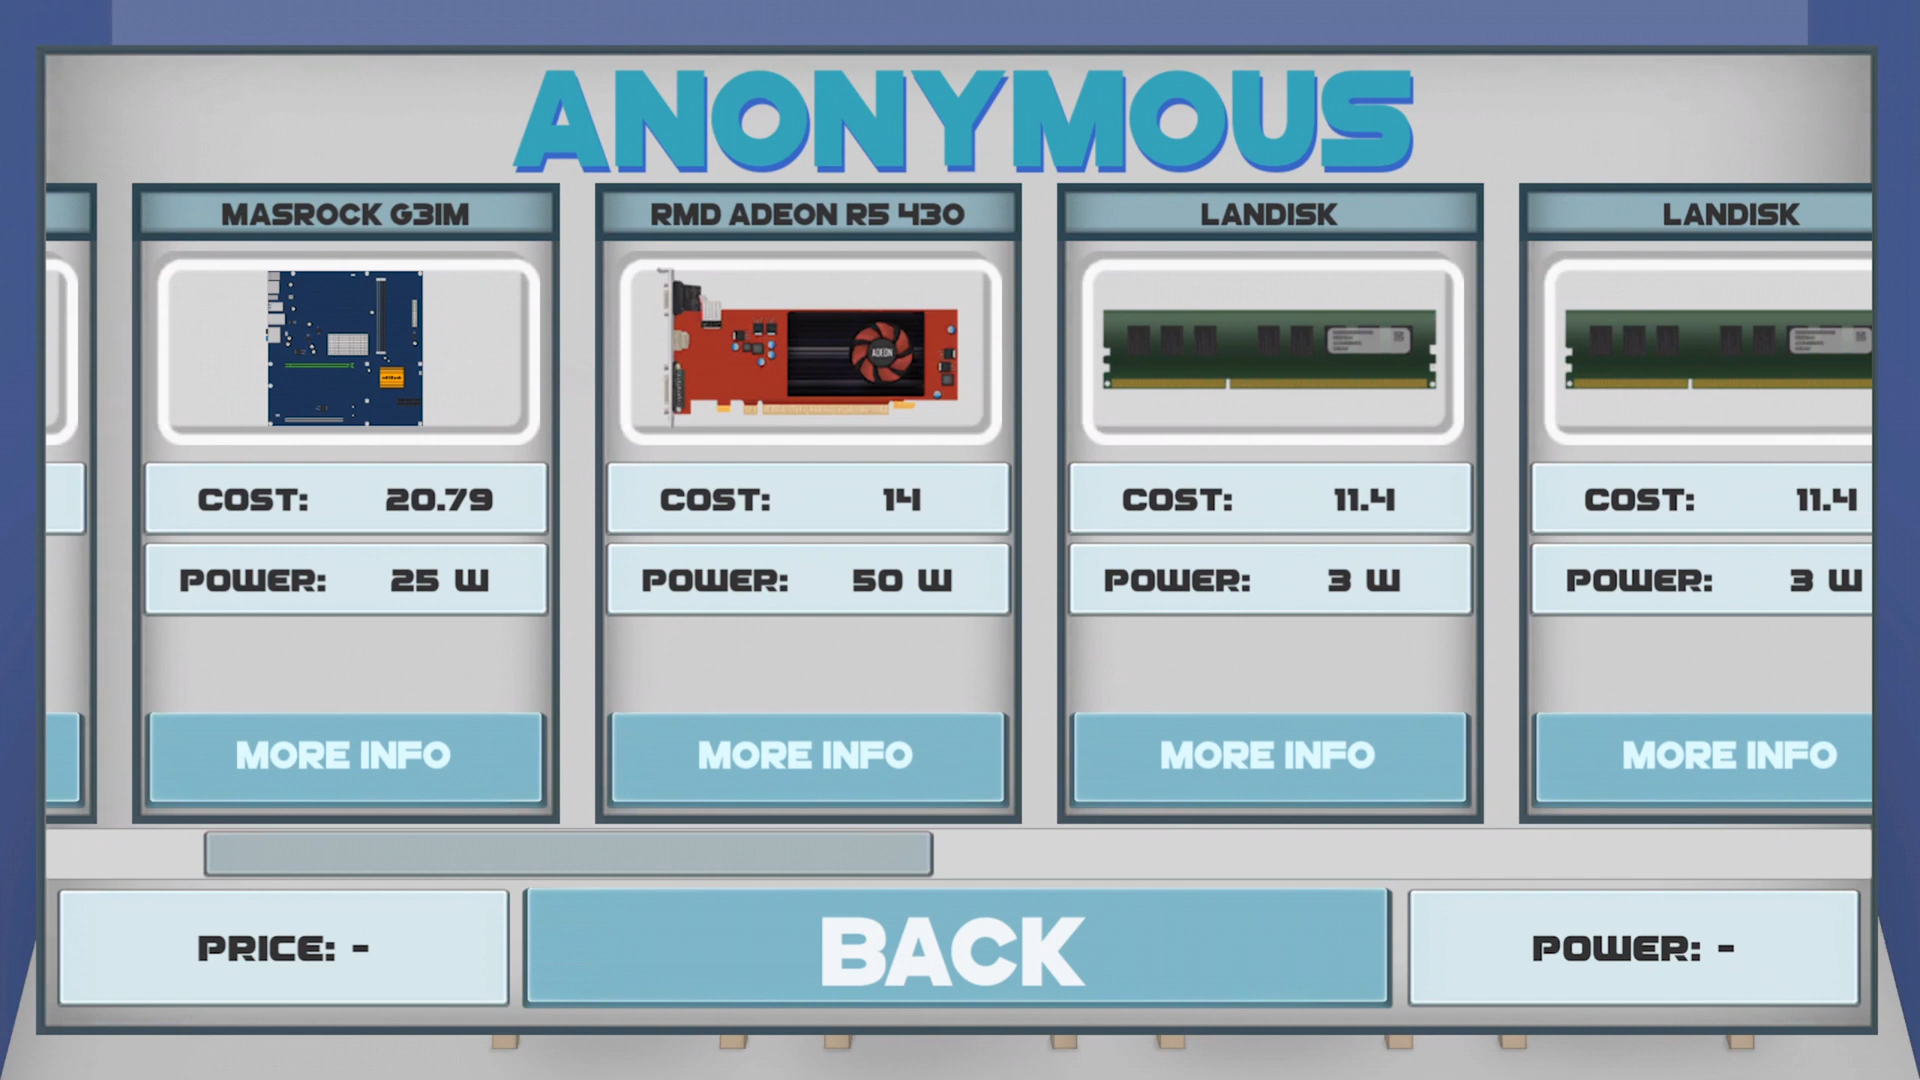 ANONYMOUS
MASROCK G31M
COST: 20.79
POWER: 25 W
MORE INFO
RMD ADEON R5 430
ADEON
COST: 14
POWER: 50 W
MORE INFO
LANDISK
COST: 11.4
POWER: 3 W
MORE INFO
LANDISK
COST: 11.4
POWER: 3 W
MORE INFO
PRICE: -
BACK
POWER: -